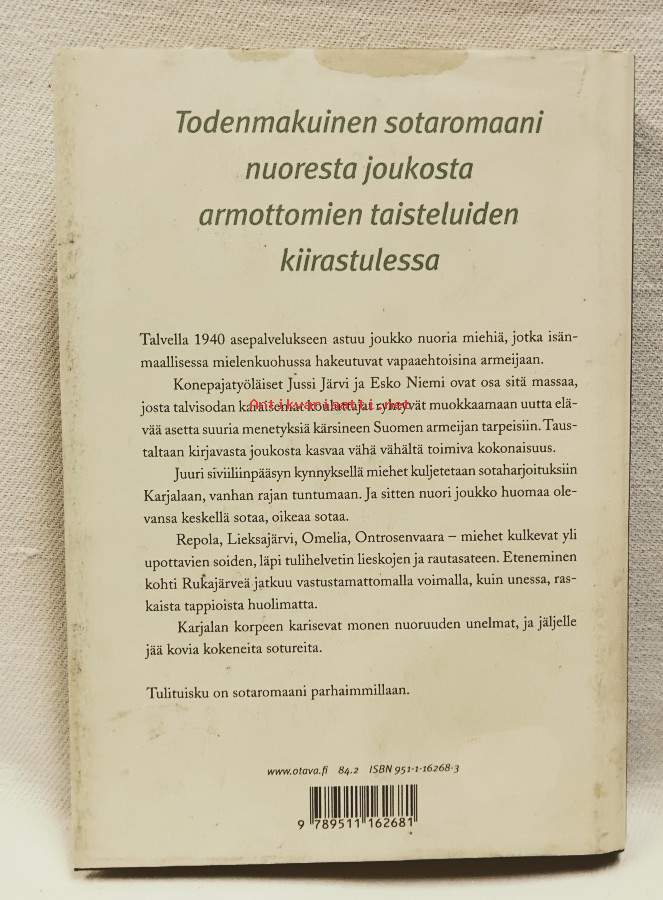 Todenmakuinen sotaromaani
nuoresta joukosta
armottomien taisteluiden
kiirastulessa
Talvella 1940 asepalvelukseen astuu joukko nuoria miehiä, jotka isän-
maallisessa mielenkuohussa hakeutuvat vapaaehtoisina armeijaan.
Konepajatyöläiset Jussi Järvi ja Esko Niemi ovat osa sitä massaa,
josta talvisodan karaisemat kouluttajat ryhtyvät muokkaamaan uutta elä-
Antikvariaatti.net
vää asetta suuria menetyksiä kärsineen Suomen armeijan tarpeisiin. Taus-
taltaan kirjavasta joukosta kasvaa vähä vähältä toimiva kokonaisuus.
Juuri siviiliinpääsyn kynnyksellä miehet kuljetetaan sotaharjoituksiin
Karjalaan, vanhan rajan tuntumaan. Ja sitten nuori joukko huomaa ole-
vansa keskellä sotaa, oikeaa sotaa.
Repola, Lieksajärvi, Omelia, Ontrosenvaara – miehet kulkevat yli
upottavien soiden, läpi tulihelvetin lieskojen ja rautasateen. Eteneminen
kohti Rukajärveä jatkuu vastustamattomalla voimalla, kuin unessa, ras-
kaista tappioista huolimatta.
Karjalan korpeen karisevat monen nuoruuden unelmat, ja jäljelle
jää kovia kokeneita sotureita.
Tulituisku on sotaromaani parhaimmillaan.
www.otava.fi 84.2 ISBN 951-1-16268-3
9 789511 162681